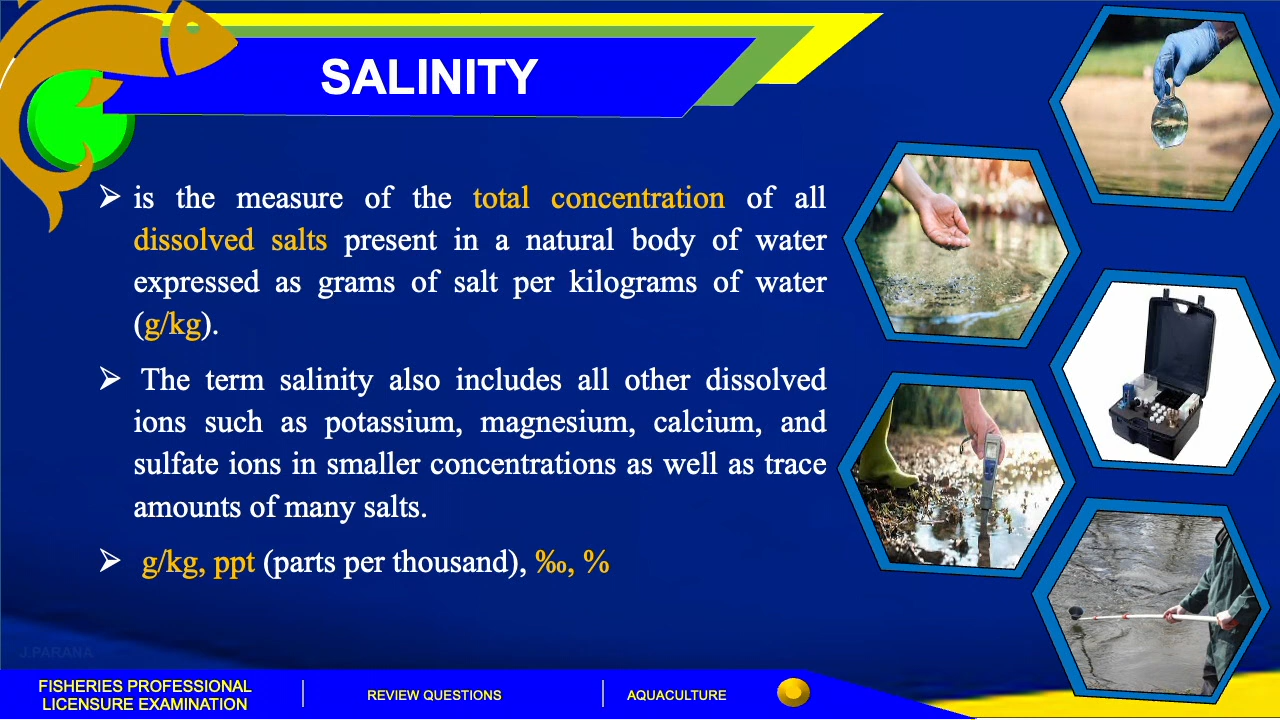 SALINITY
➢ is the measure of the total concentration of all
dissolved salts present in a natural body of water
expressed as grams of salt per kilograms of water
(g/kg).
➢ The term salinity also includes all other dissolved
ions such as potassium, magnesium, calcium, and
sulfate ions in smaller concentrations as well as trace
amounts of many salts.
➢ g/kg, ppt (parts per thousand), ‰, %
J.PARANA
FISHERIES PROFESSIONAL
LICENSURE EXAMINATION
REVIEW QUESTIONS
AQUACULTURE